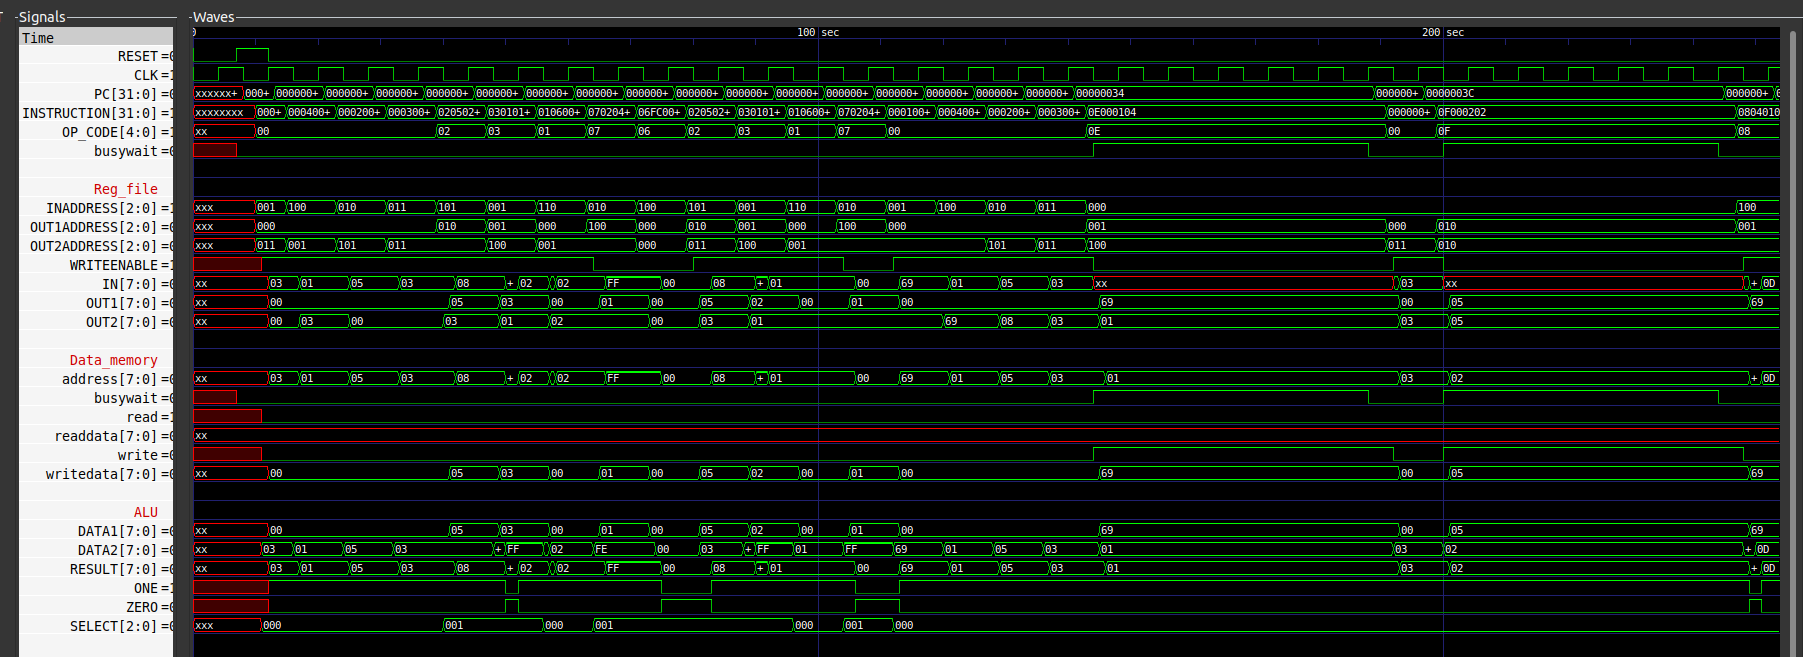 Signals Waves
Time 0 100 sec 200 sec
RESET =0
CLK =1
PC[31:0] =0 xxxxxx+ 000+ 000000+ 000000+ 000000+ 000000+ 000000+ 000000+ 000000+ 000000+ 000000+ 000000+ 000000+ 000000+ 000000+ 000000+ 000000+ 000000+ 00000034 000000+ 0000003C 000000+
INSTRUCTION[31:0] =1 xxxxxxxx 000+ 000400+ 000200+ 000300+ 020502+ 030101+ 010600+ 070204+ 06FC00+ 020502+ 030101+ 010600+ 070204+ 000100+ 000400+ 000200+ 000300+ 0E000104 000000+ 0F000202 0804010
OP_CODE[4:0] =1 xx 00 02 03 01 07 06 02 03 01 07 00 0E 00 0F 08
busywait =0
Reg_file
INADDRESS[2:0] =1 xxx 001 100 010 011 101 001 110 010 100 101 001 110 010 001 100 010 011 000 100
OUT1ADDRESS[2:0] =0 xxx 000 010 001 000 100 000 010 001 000 100 000 001 000 010 001
OUT2ADDRESS[2:0] =0 xxx 011 001 101 011 100 001 000 011 100 001 101 011 100 011 010
WRITEENABLE =1
IN[7:0] =0 xx 03 01 05 03 08 + 02 02 FF 00 08 + 01 00 69 01 05 03 xx 03 xx + 0D
OUT1[7:0] =0 xx 00 05 03 00 01 00 05 02 00 01 00 69 00 05 69
OUT2[7:0] =0 xx 00 03 00 03 01 02 00 03 01 69 08 03 01 03 05
Data_memory
address[7:0] =0 xx 03 01 05 03 08 + 02 02 FF 00 08 + 01 00 69 01 05 03 01 03 02 + 0D
busywait =0
read =1
readdata[7:0] =0 xx
write =0
writedata[7:0] =0 xx 00 05 03 00 01 00 05 02 00 01 00 69 00 05 69
ALU
DATA1[7:0] =0 xx 00 05 03 00 01 00 05 02 00 01 00 69 00 05 69
DATA2[7:0] =0 xx 03 01 05 03 + FF 02 FE 00 03 + FF 01 FF 69 01 05 03 01 03 02 + 0D
RESULT[7:0] =0 xx 03 01 05 03 08 + 02 02 FF 00 08 + 01 00 69 01 05 03 01 03 02 + 0D
ONE =1
ZERO =0
SELECT[2:0] =0 xxx 000 001 000 001 000 001 000